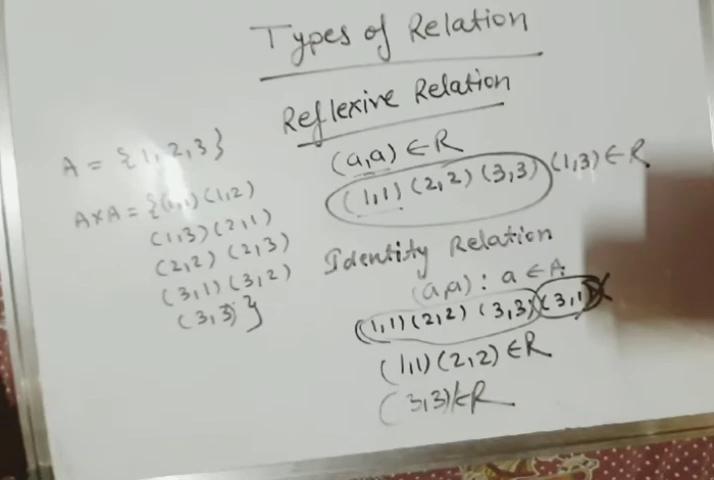 Types of Relation
Reflexive Relation
A = {1,2,3}
A×A = {(1,1) (1,2)
(1,3) (2,1)
(2,2) (2,3)
(3,1) (3,2)
(3,3)}
(a,a) ∈ R
(1,1) (2,2) (3,3) (1,3) ∈ R
Identity Relation
(a,a) : a ∈ A
(1,1) (2,2) (3,3) (3,1)
(1,1) (2,2) ∈ R
(3,3) ∈ R